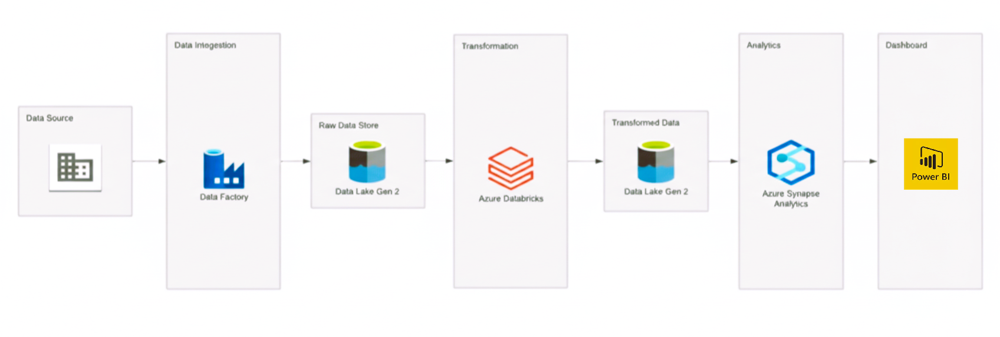 Data Source
Data Intogestion
Data Factory
Raw Data Store
Data Lake Gen 2
Transformation
Azure Databricks
Transformed Data
Data Lake Gen 2
Analytics
Azure Synapse
Analytics
Dashboard
Power BI